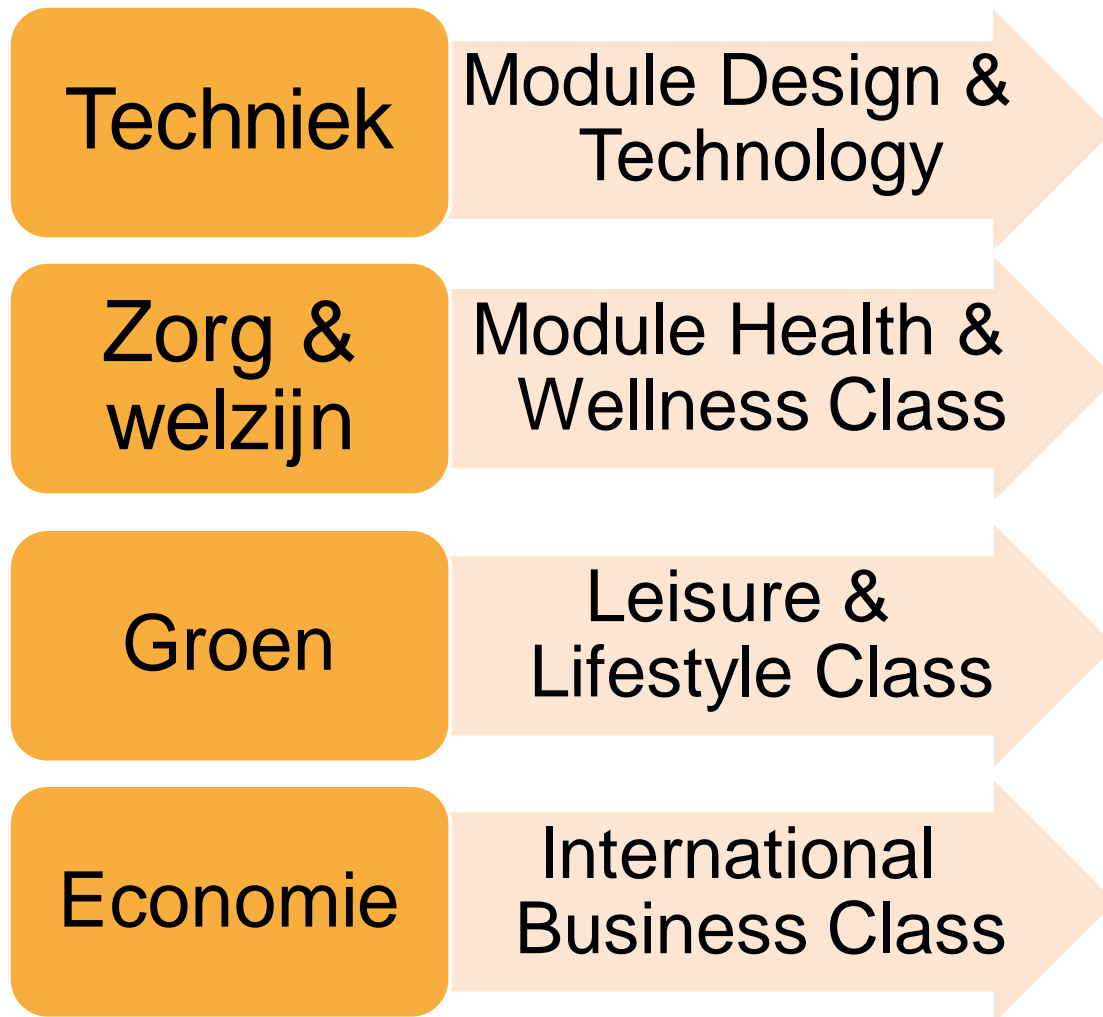 Techniek
Module Design &
Technology
Zorg &
welzijn
Module Health &
Wellness Class
Groen
Leisure &
Lifestyle Class
Economie
International
Business Class